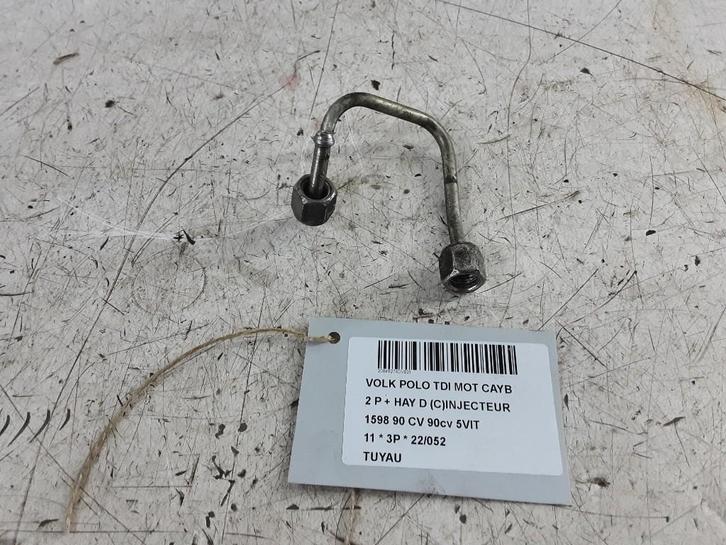 VOLK POLO TDI MOT CAYB
2 P + HAY D (C)INJECTEUR
1598 90 CV 90cv 5VIT
11 * 3P * 22/052
TUYAU